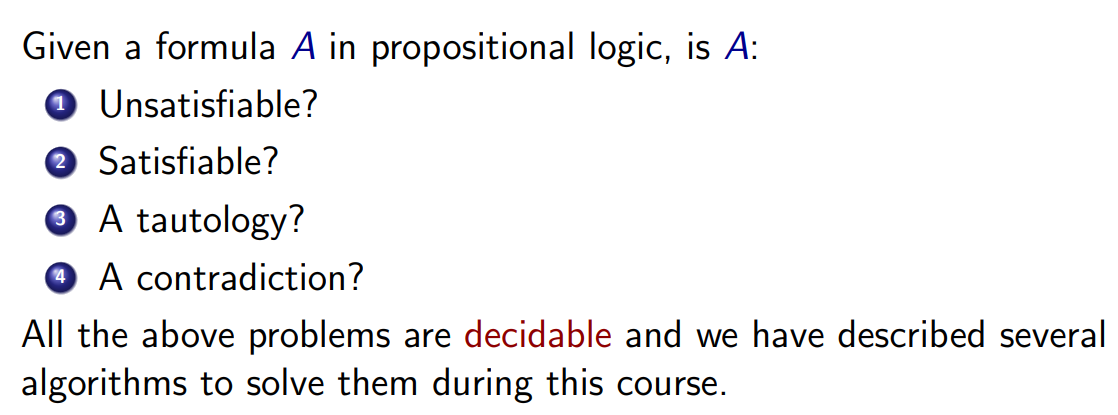 Given a formula A in propositional logic, is A:
1 Unsatisfiable?
2 Satisfiable?
3 A tautology?
4 A contradiction?
All the above problems are decidable and we have described several
algorithms to solve them during this course.